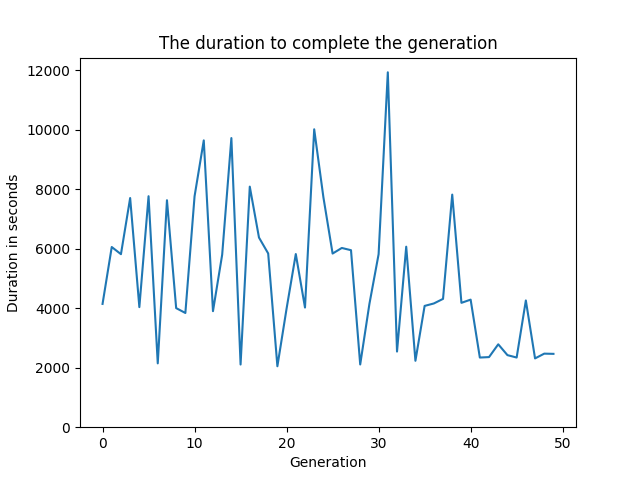 The duration to complete the generation
12000
10000
8000
6000
4000
2000
0
Duration in seconds
0 10 20 30 40 50
Generation